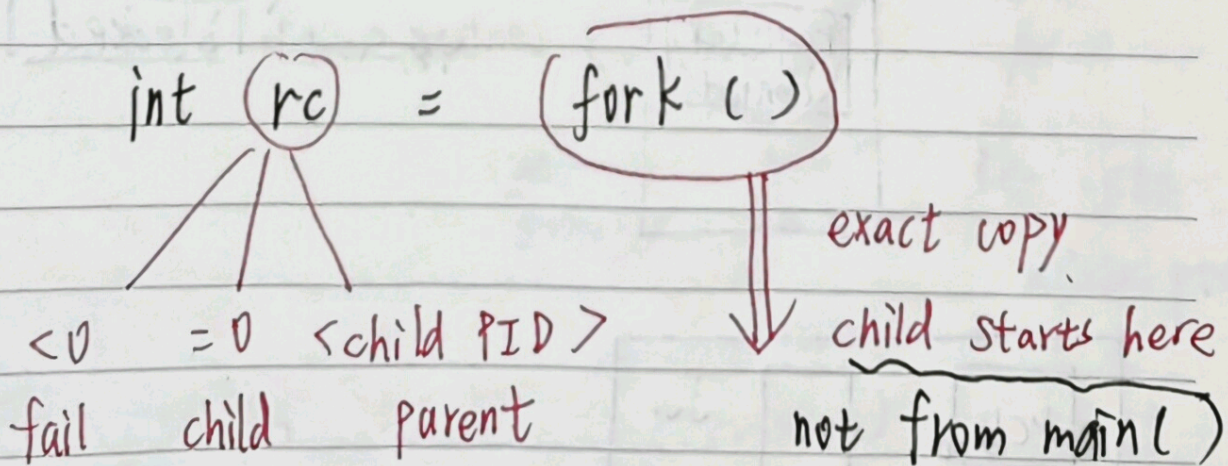 int rc = fork ()
exact copy.
<0 =0 <child PID> child starts here
fail child parent not from main()